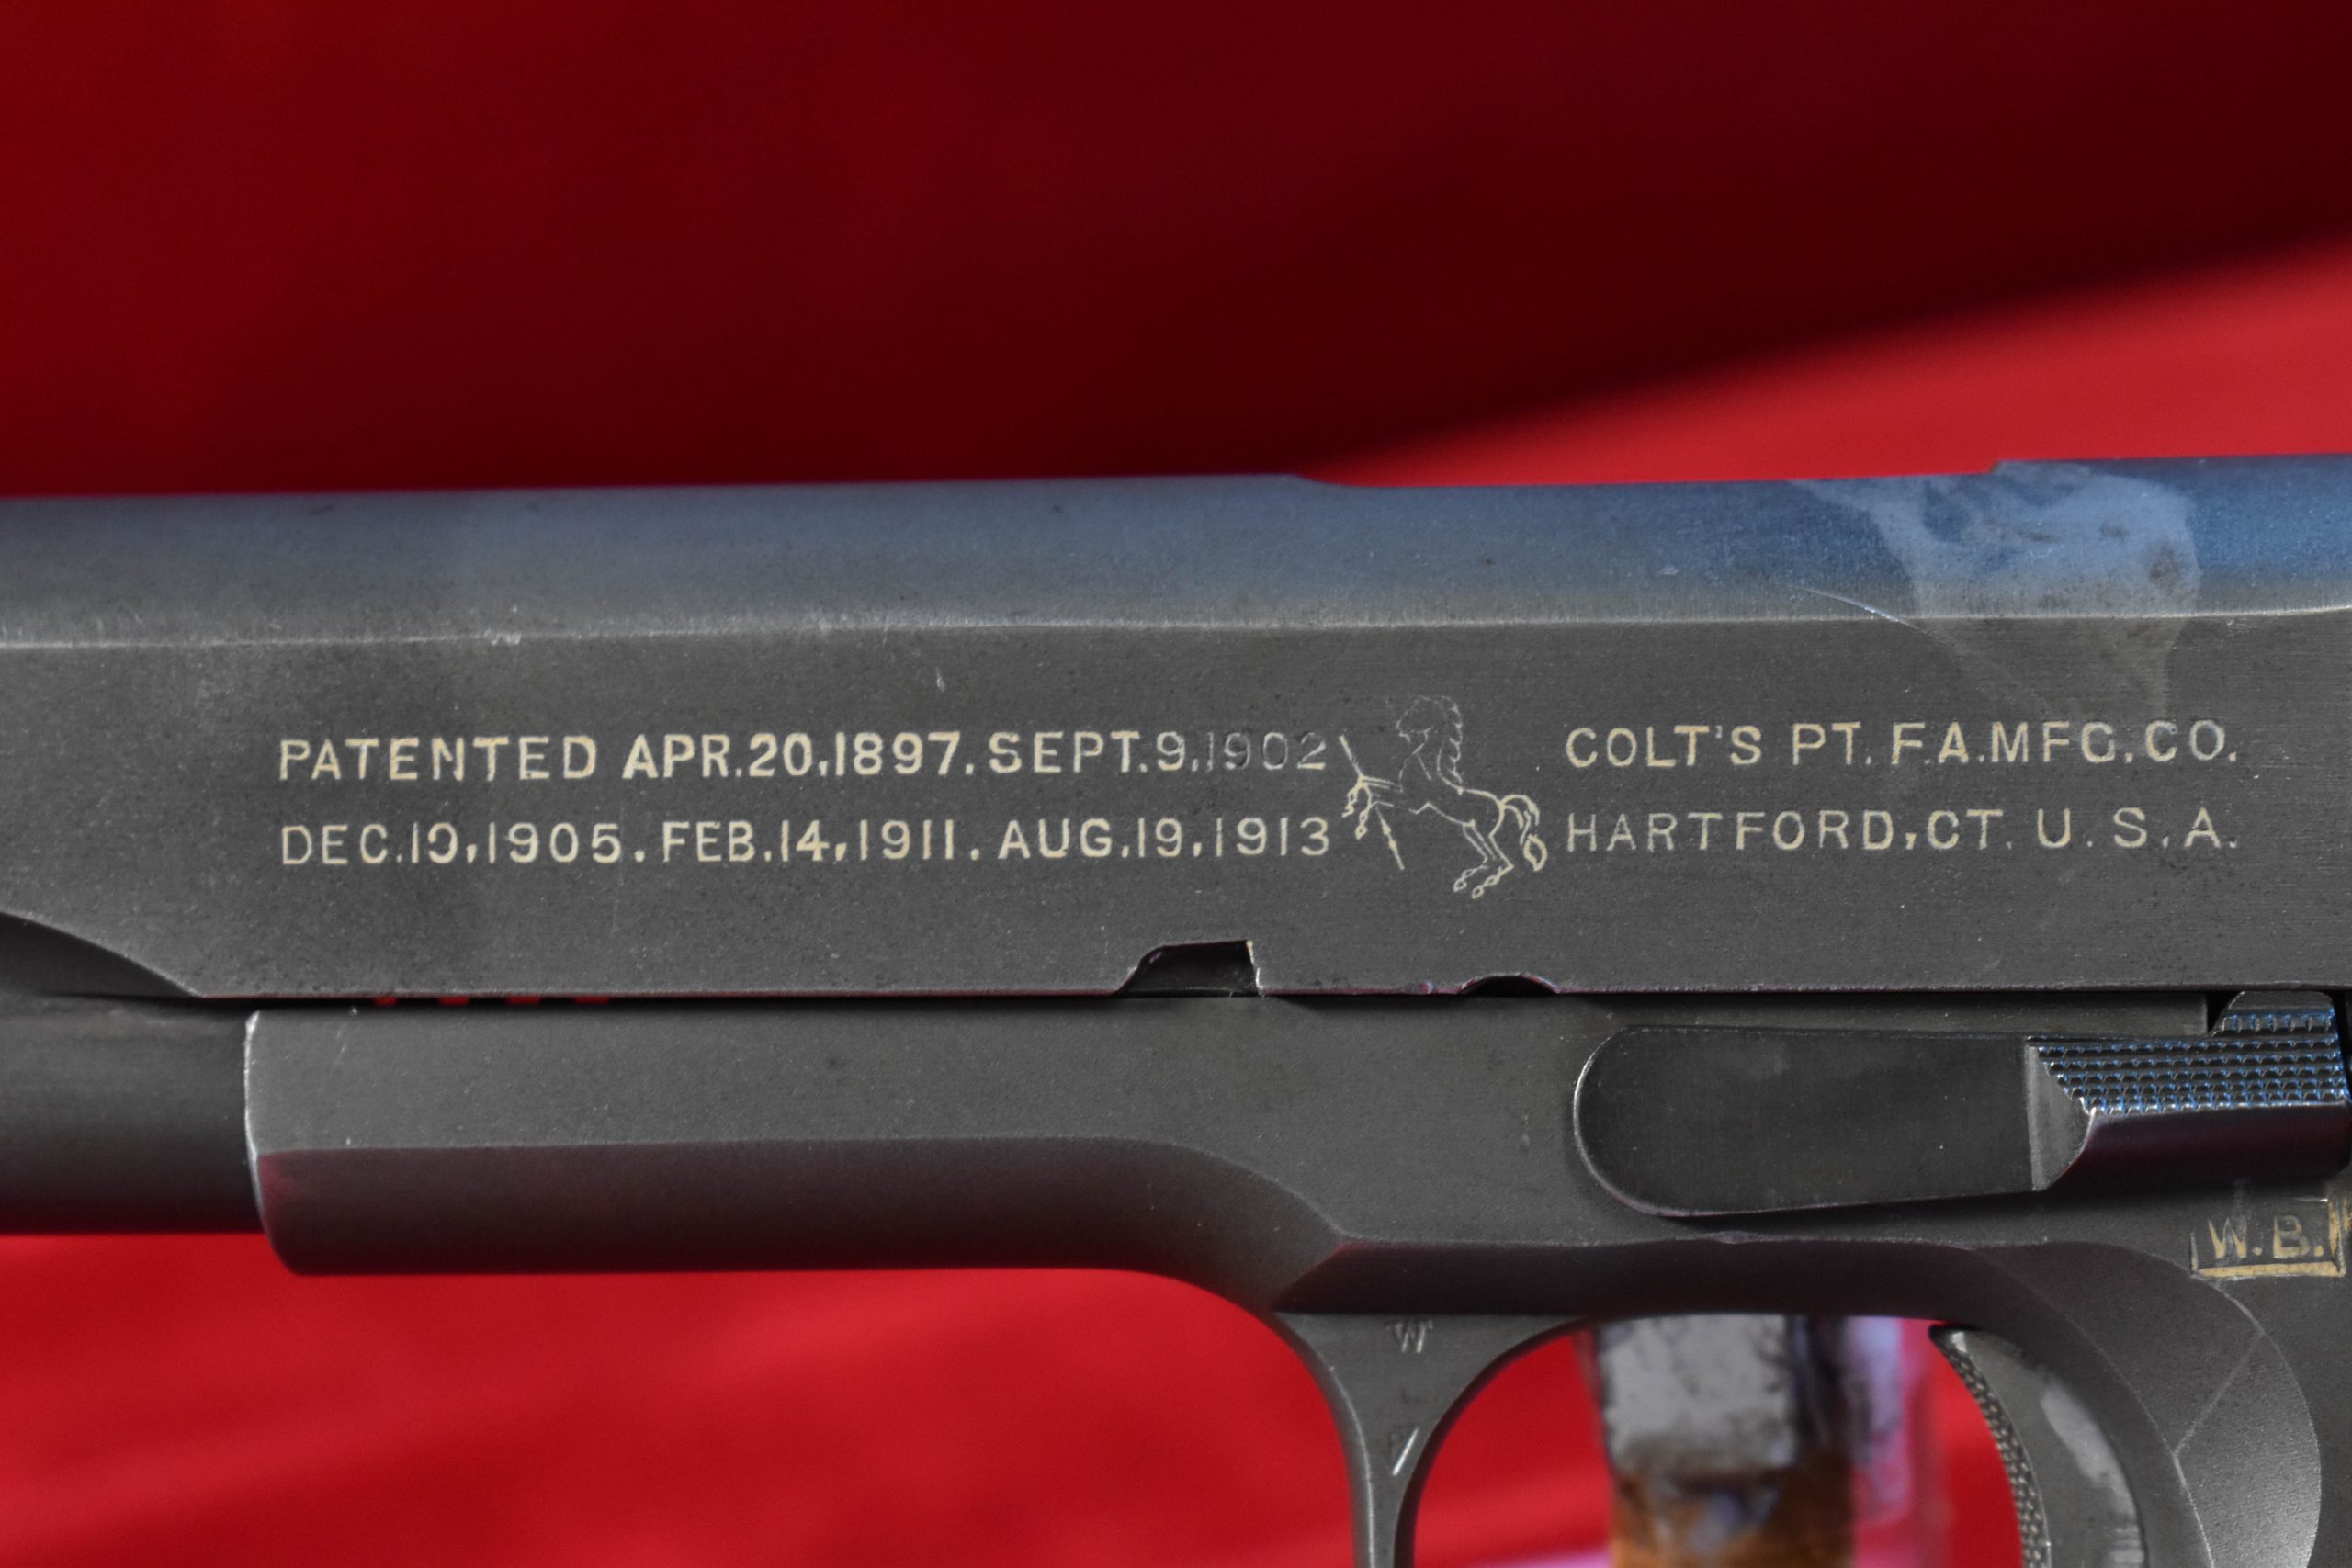 PATENTED APR.20,1897.SEPT.9,1902
DEC.19,1905.FEB.14,1911.AUG.19,1913
COLT'S PT.F.A.MFG.CO.
HARTFORD,CT.U.S.A.
W.B.
W